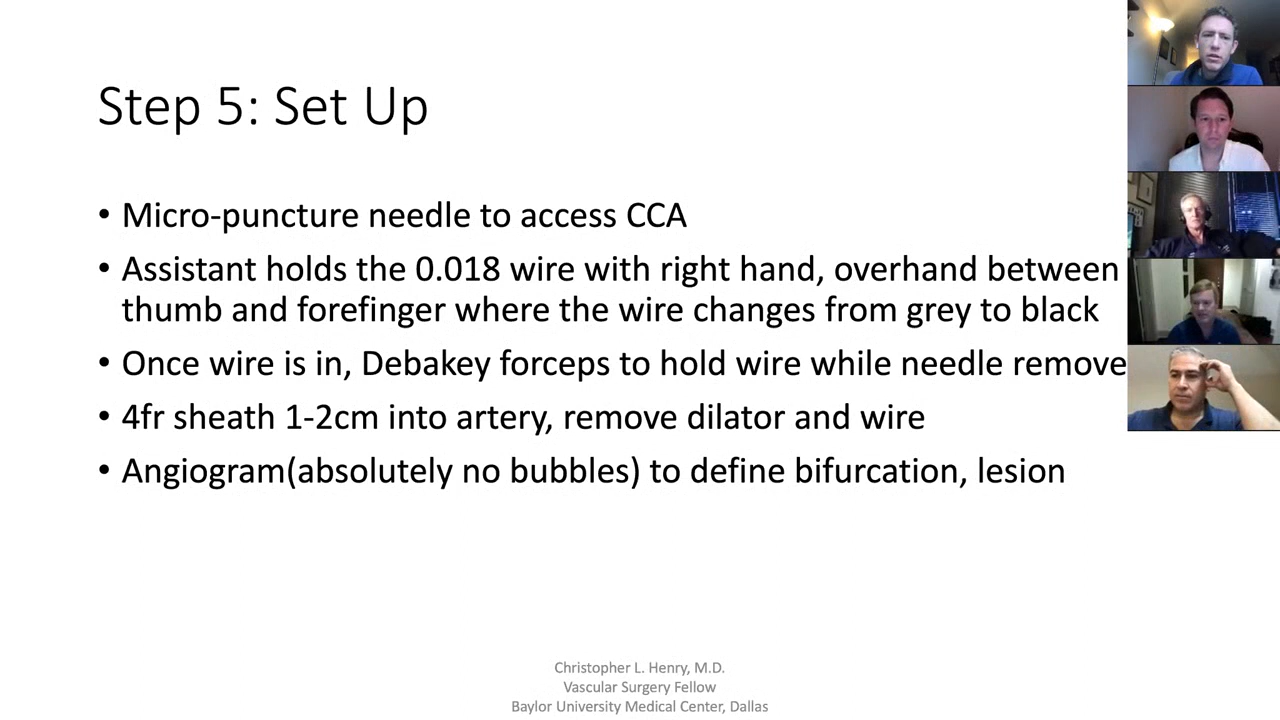 Step 5: Set Up
• Micro-puncture needle to access CCA
• Assistant holds the 0.018 wire with right hand, overhand between
thumb and forefinger where the wire changes from grey to black
• Once wire is in, Debakey forceps to hold wire while needle remove
• 4fr sheath 1-2cm into artery, remove dilator and wire
• Angiogram(absolutely no bubbles) to define bifurcation, lesion
Christopher L. Henry, M.D.
Vascular Surgery Fellow
Baylor University Medical Center, Dallas